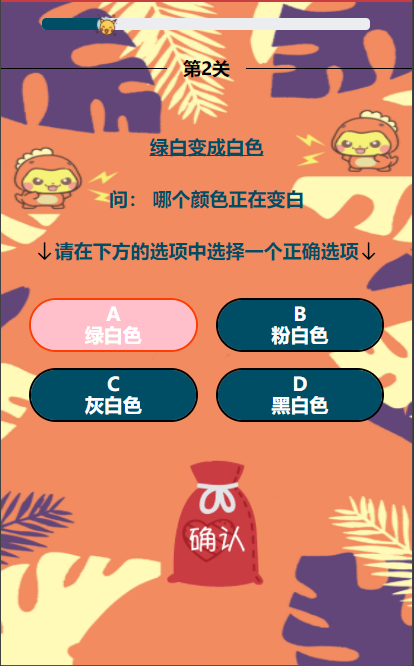 第2关
绿白变成白色
问： 哪个颜色正在变白
↓请在下方的选项中选择一个正确选项↓
A
绿白色
B
粉白色
C
灰白色
D
黑白色
确认